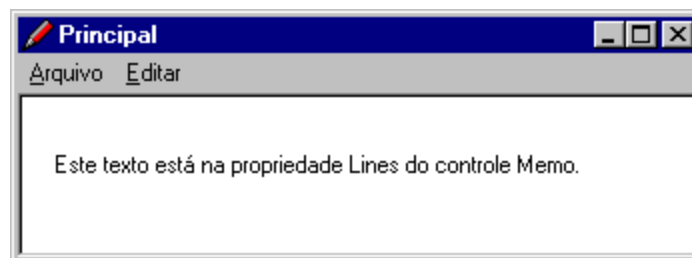 Principal
Arquivo Editar
Este texto está na propriedade Lines do controle Memo.